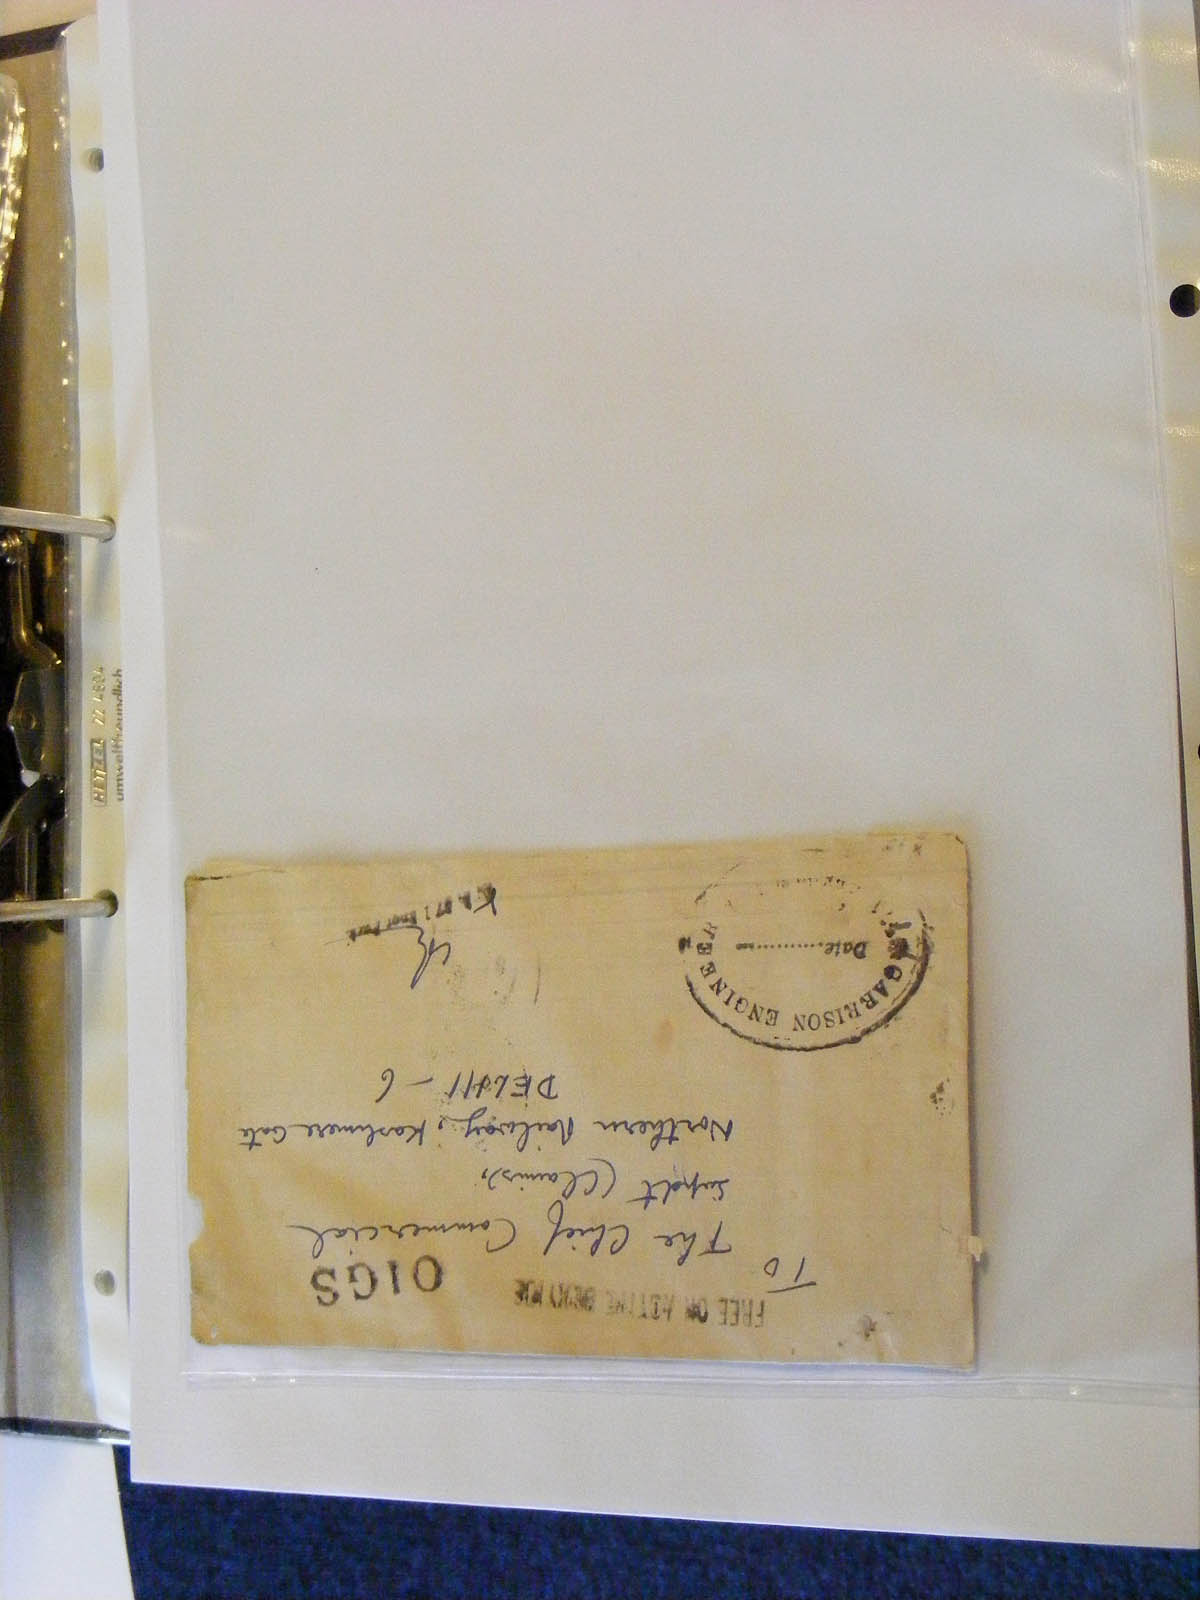 FREE ON ACTIVE SERVICE
OIGS
To
The Chief Commercial
Supdt (Claims),
Northern Railway, Kashmere Gate
DELHI - 6
GARRISON ENGINEER
Date
umweltfreundlich